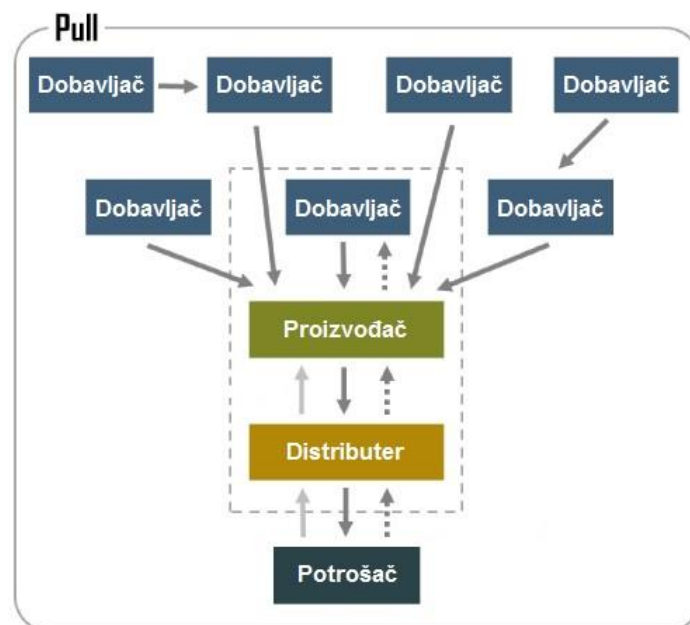 Pull
Dobavljač
Dobavljač
Dobavljač
Dobavljač
Dobavljač
Dobavljač
Dobavljač
Proizvođač
Distributer
Potrošač